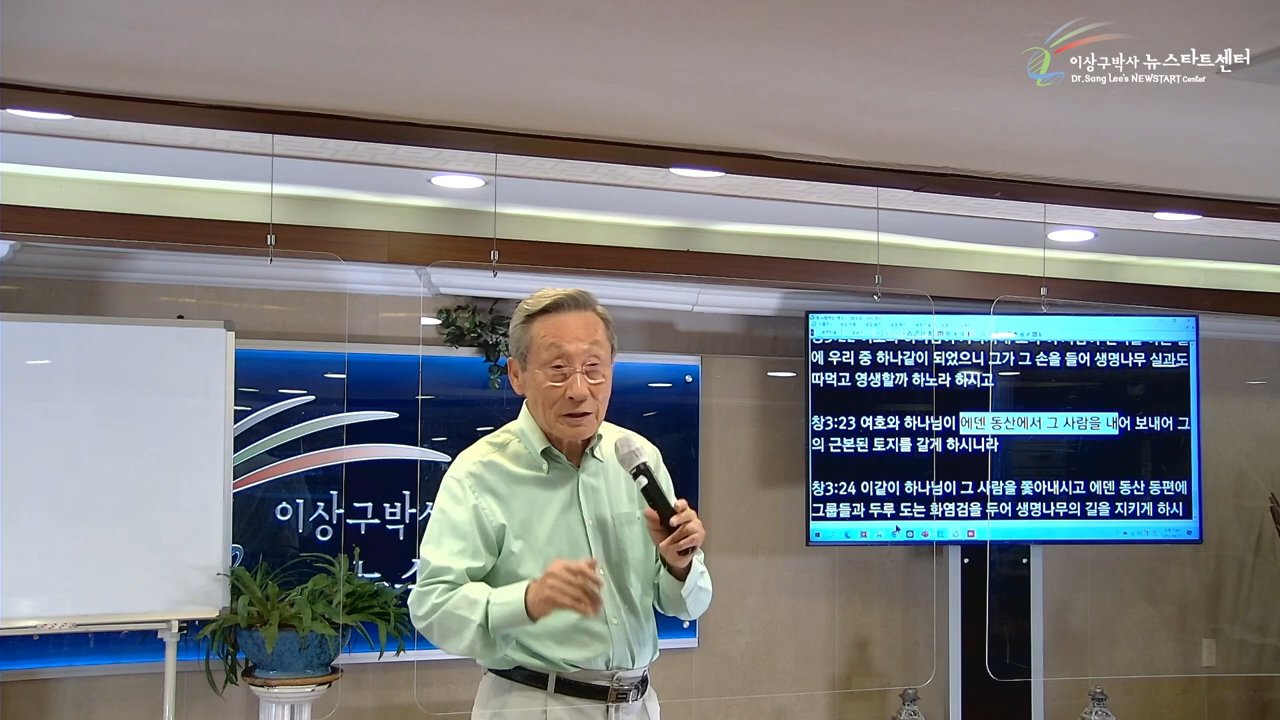 이상구박사 뉴스타트센터
Dr. Sang Lee's NEWSTART Center
에 우리 중 하나같이 되었으니 그가 그 손을 들어 생명나무 실과도
따먹고 영생할까 하노라 하시고
창3:23 여호와 하나님이 에덴 동산에서 그 사람을 내어 보내어 그
의 근본된 토지를 갈게 하시니라
창3:24 이같이 하나님이 그 사람을 쫓아내시고 에덴 동산 동편에
그룹들과 두루 도는 화염검을 두어 생명나무의 길을 지키게 하시
이상구박사